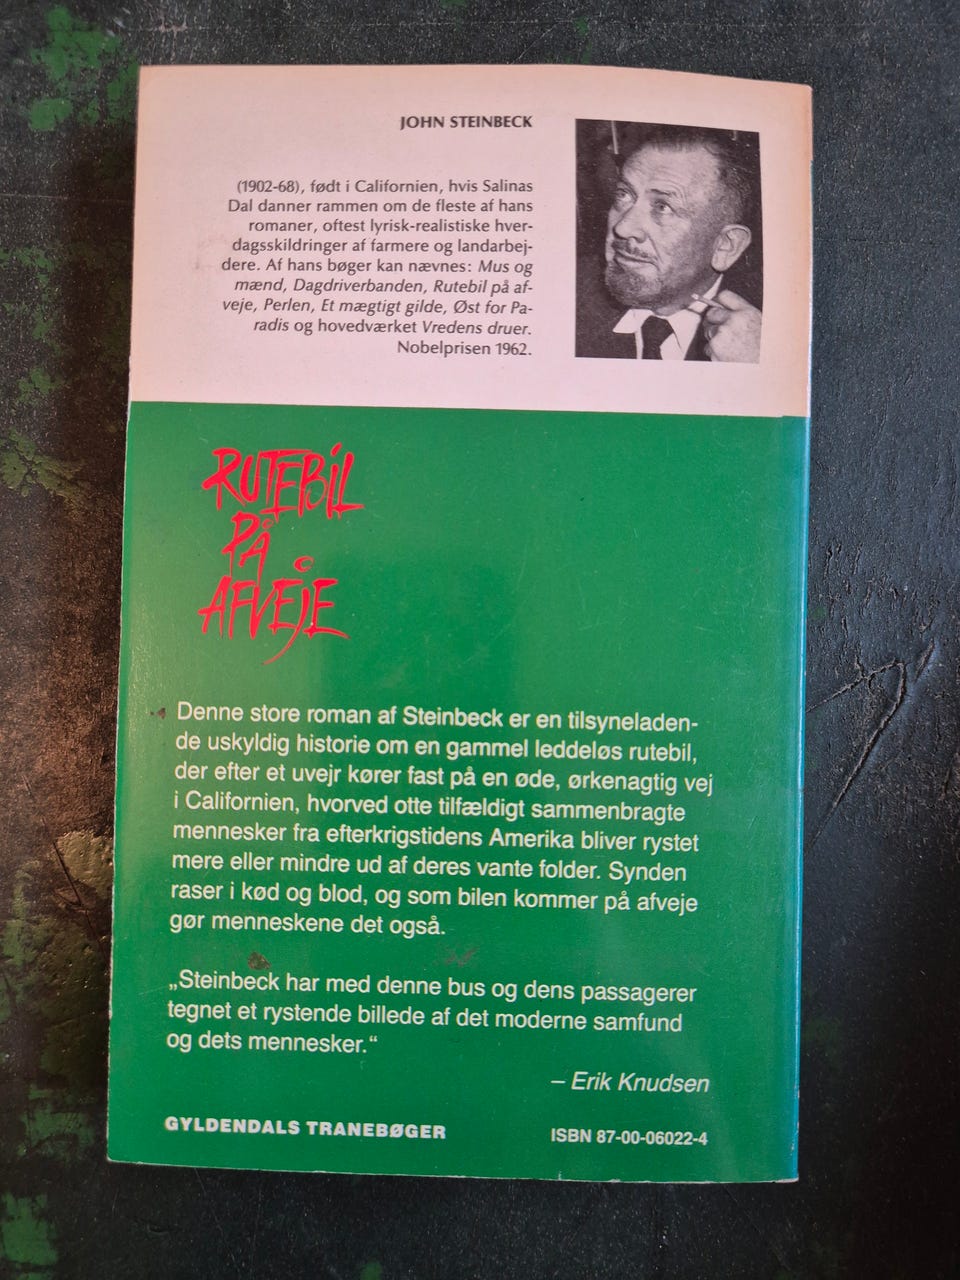 JOHN STEINBECK
(1902-68), født i Californien, hvis Salinas
Dal danner rammen om de fleste af hans
romaner, oftest lyrisk-realistiske hver-
dagsskildringer af farmere og landarbej-
dere. Af hans bøger kan nævnes: Mus og
mænd, Dagdriverbanden, Rutebil på af-
veje, Perlen, Et mægtigt gilde, Øst for Pa-
radis og hovedværket Vredens druer.
Nobelprisen 1962.
RUTEBIL
PÅ
AFVEJE
Denne store roman af Steinbeck er en tilsyneladen-
de uskyldig historie om en gammel leddeløs rutebil,
der efter et uvejr kører fast på en øde, ørkenagtig vej
i Californien, hvorved otte tilfældigt sammenbragte
mennesker fra efterkrigstidens Amerika bliver rystet
mere eller mindre ud af deres vante folder. Synden
raser i kød og blod, og som bilen kommer på afveje
gør menneskene det også.
„Steinbeck har med denne bus og dens passagerer
tegnet et rystende billede af det moderne samfund
og dets mennesker.“
– Erik Knudsen
GYLDENDALS TRANEBØGER
ISBN 87-00-06022-4